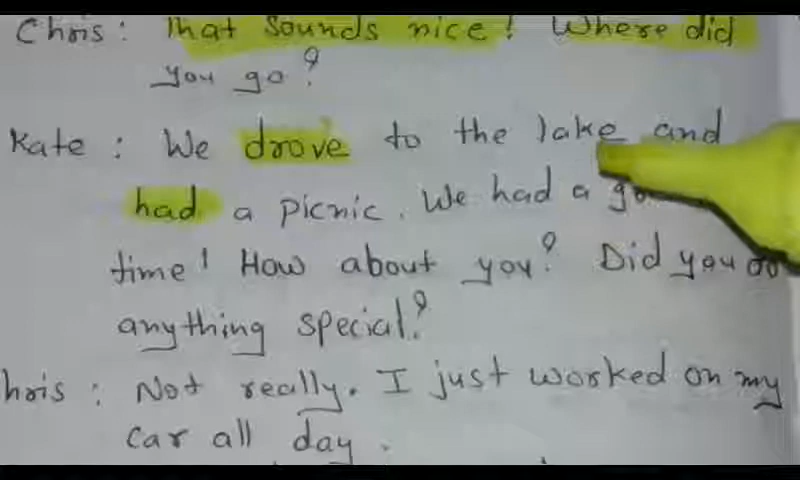 Chris: That sounds nice! Where did
you go?
Kate: We drove to the lake and
had a picnic. We had a
time! How about you? Did you do
anything special?
hris: Not really. I just worked on my
car all day.